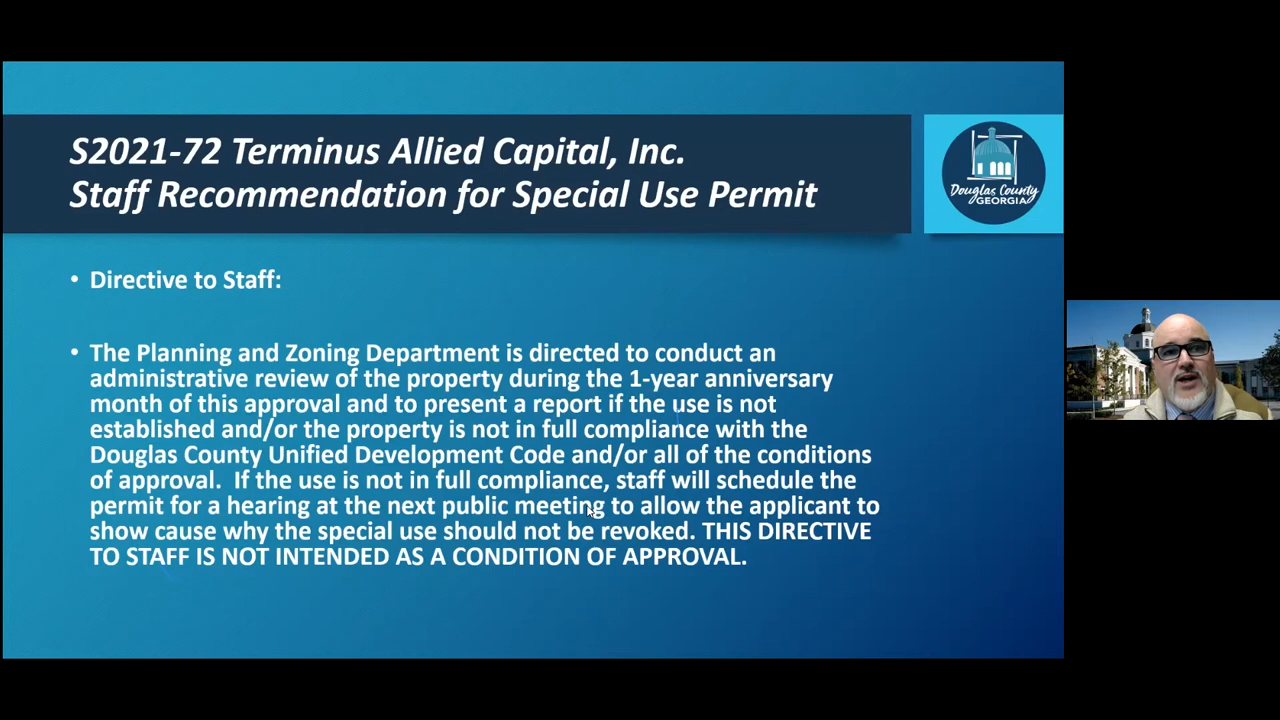 S2021-72 Terminus Allied Capital, Inc.
Staff Recommendation for Special Use Permit
Douglas County
GEORGIA
• Directive to Staff:
• The Planning and Zoning Department is directed to conduct an
administrative review of the property during the 1-year anniversary
month of this approval and to present a report if the use is not
established and/or the property is not in full compliance with the
Douglas County Unified Development Code and/or all of the conditions
of approval.  If the use is not in full compliance, staff will schedule the
permit for a hearing at the next public meeting to allow the applicant to
show cause why the special use should not be revoked. THIS DIRECTIVE
TO STAFF IS NOT INTENDED AS A CONDITION OF APPROVAL.